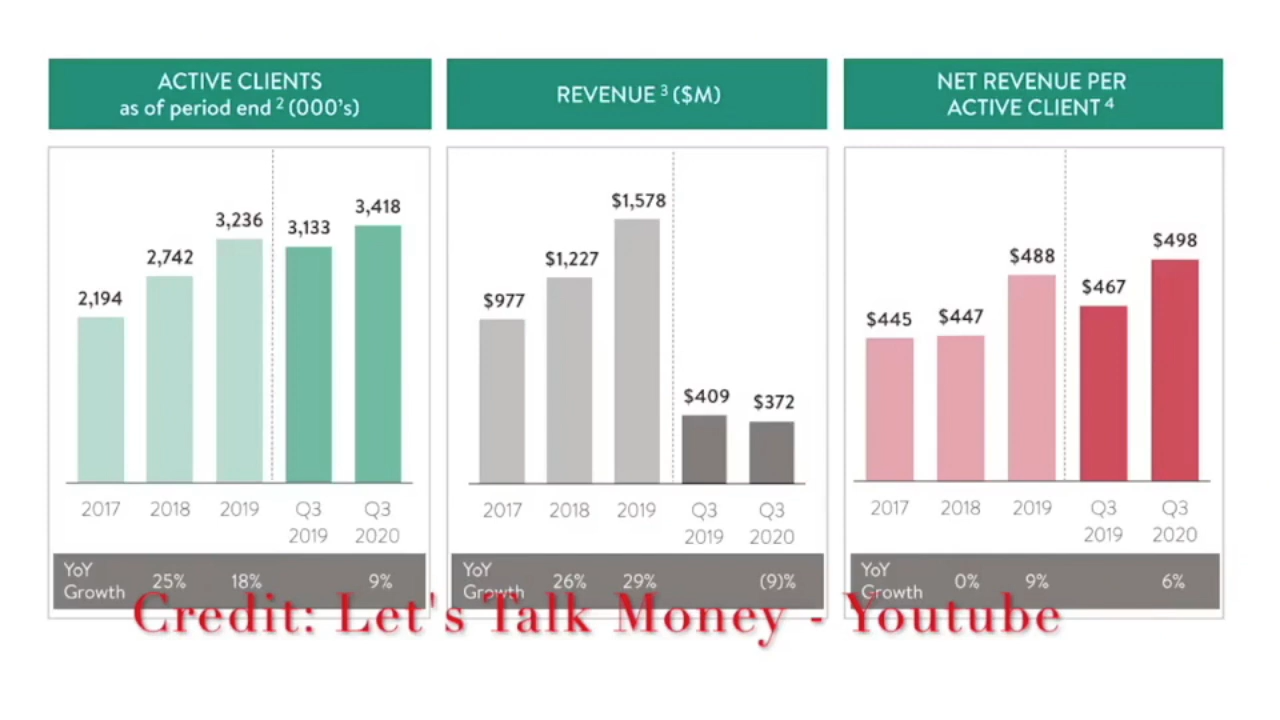 ACTIVE CLIENTS
as of period end 2 (000's)
2,194
2,742
3,236
3,133
3,418
2017
2018
2019
Q3
2019
Q3
2020
YoY
Growth
25%
18%
9%
REVENUE 3 ($M)
$977
$1,227
$1,578
$409
$372
2017
2018
2019
Q3
2019
Q3
2020
YoY
Growth
26%
29%
(9)%
NET REVENUE PER
ACTIVE CLIENT 4
$445
$447
$488
$467
$498
2017
2018
2019
Q3
2019
Q3
2020
YoY
Growth
0%
9%
6%
Credit: Let's Talk Money - Youtube